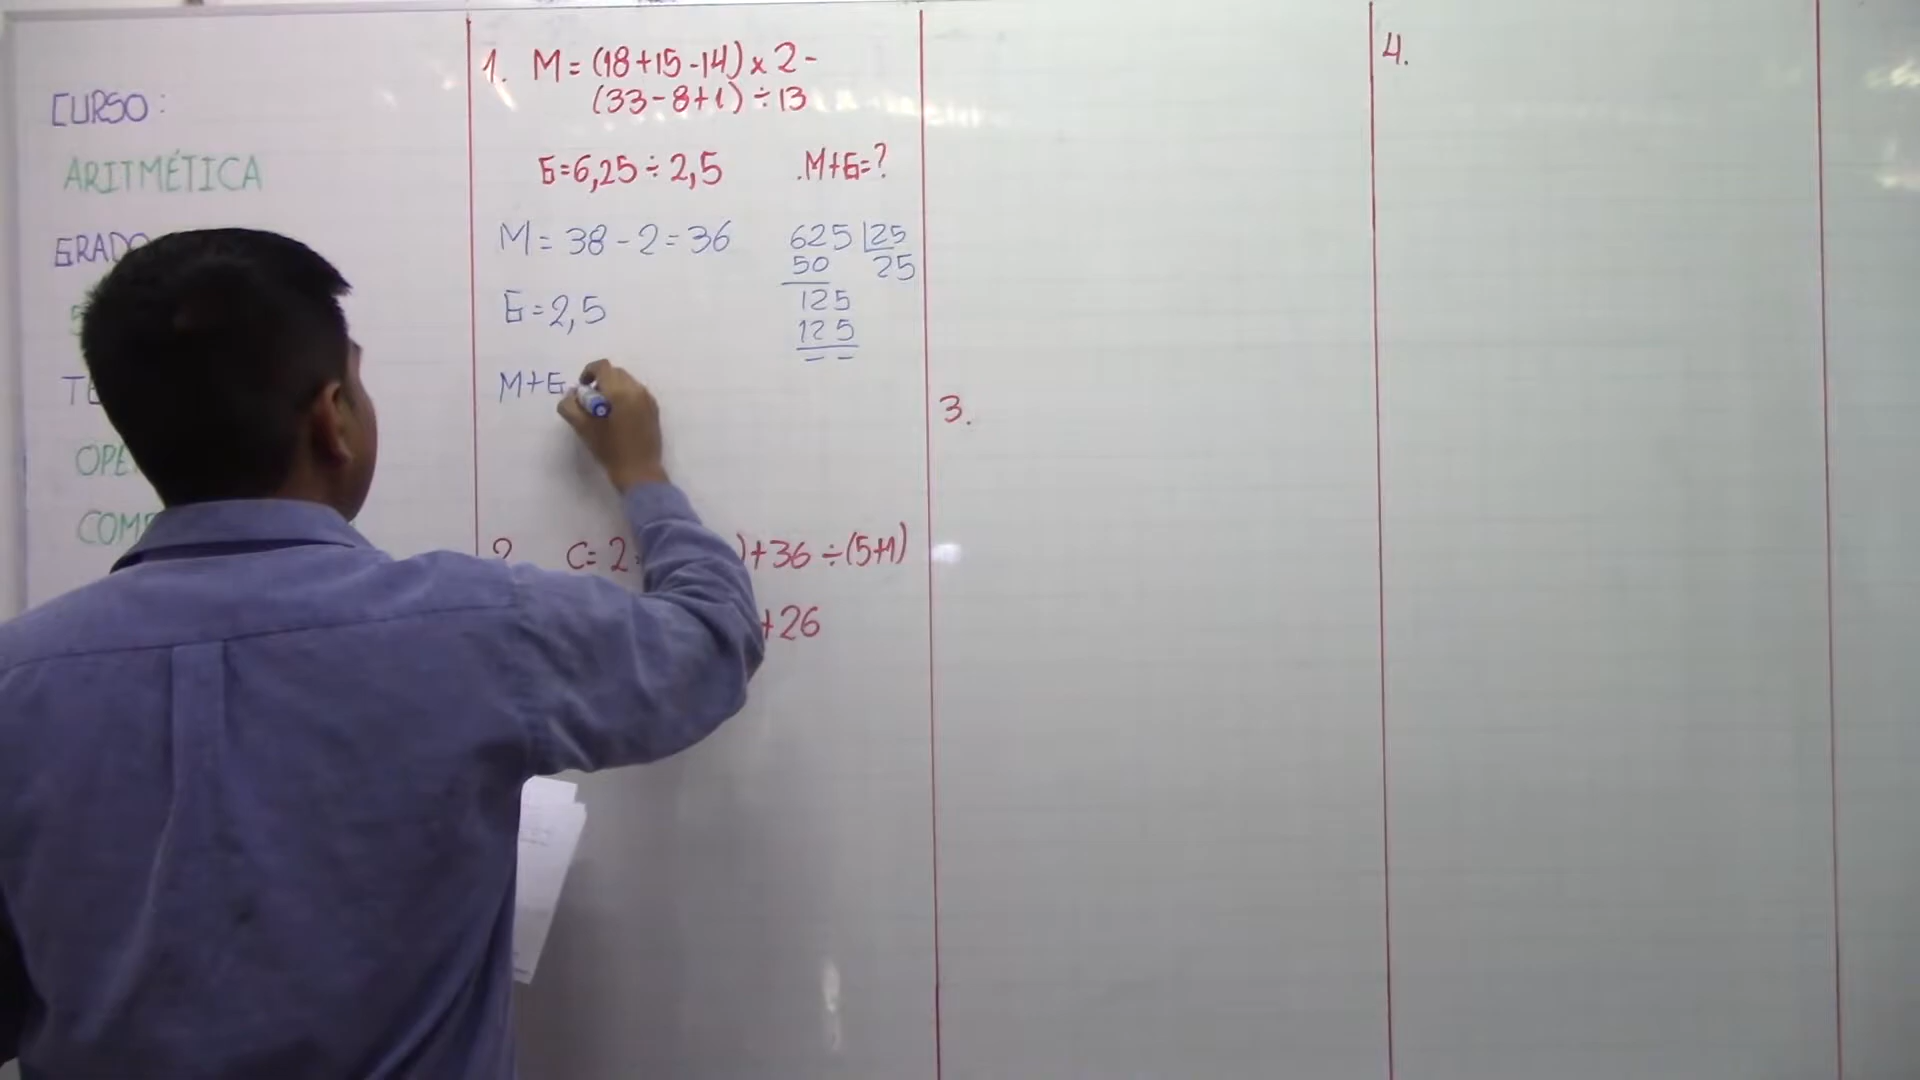 CURSO:
ARITMÉTICA
GRADO
1. M = (18+15-14) x 2 -
(33-8+1) ÷ 13
G=6,25 ÷ 2,5 .M+G=?
M = 38 - 2 = 36
G = 2,5
M+G
625 25
50 25
125
125
C= 2 )+36 ÷(5+1)
+26
3.
4.